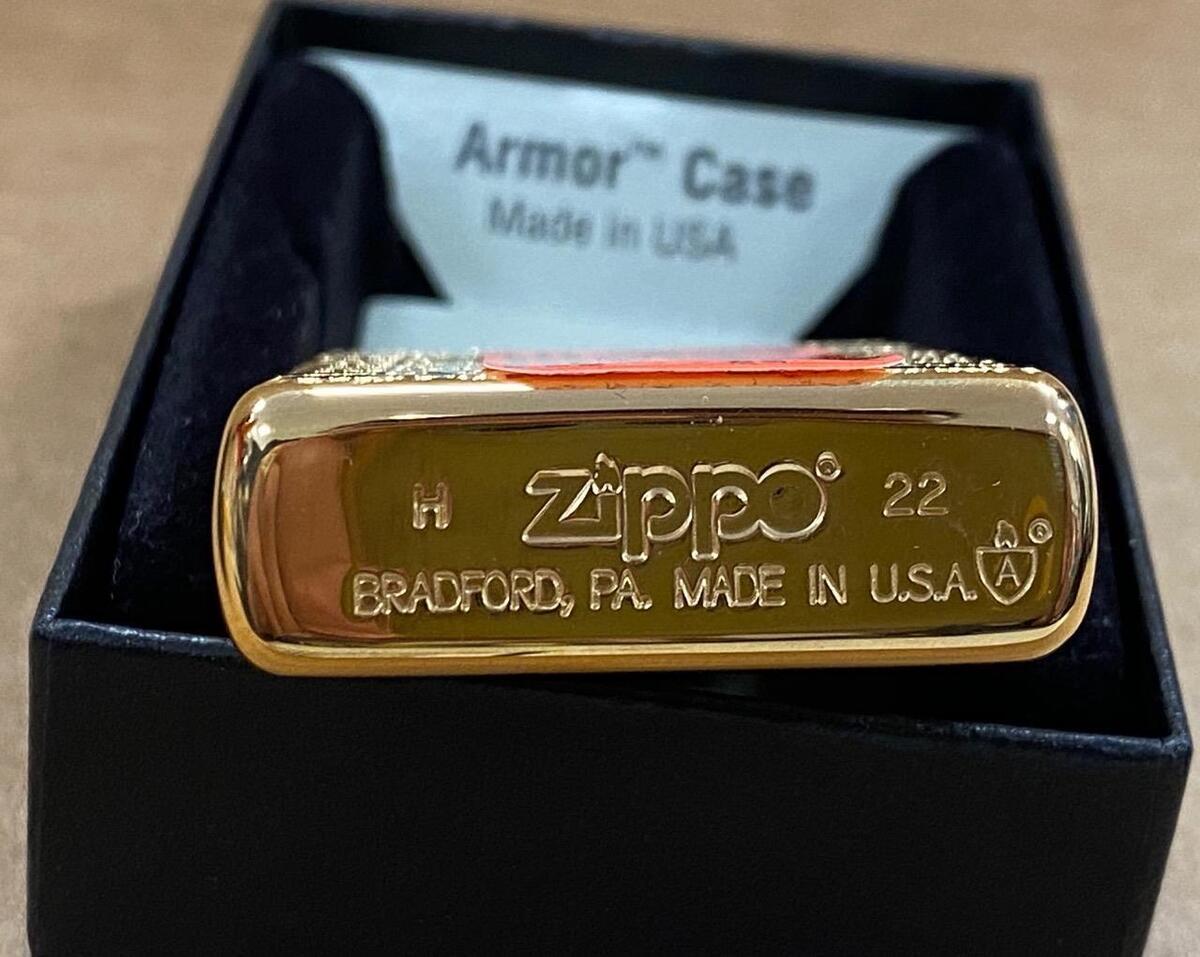 Armor™ Case
Made in USA
H Zippo® 22
BRADFORD, PA. MADE IN U.S.A. A®